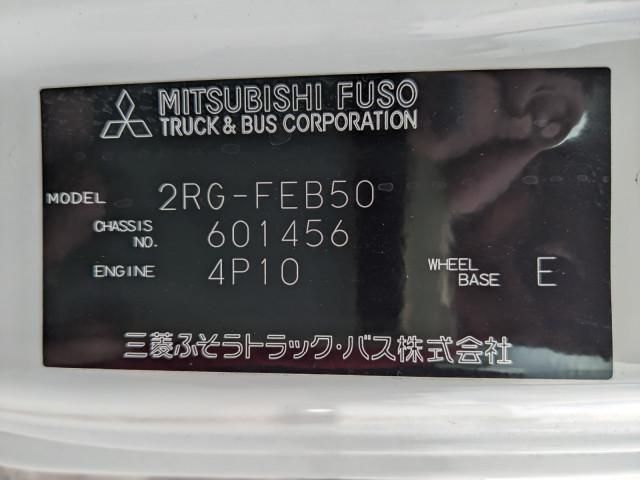 MITSUBISHI FUSO
TRUCK & BUS CORPORATION
MODEL 2RG-FEB50
CHASSIS NO. 601456
ENGINE 4P10 WHEEL BASE E
三菱ふそうトラック・バス株式会社